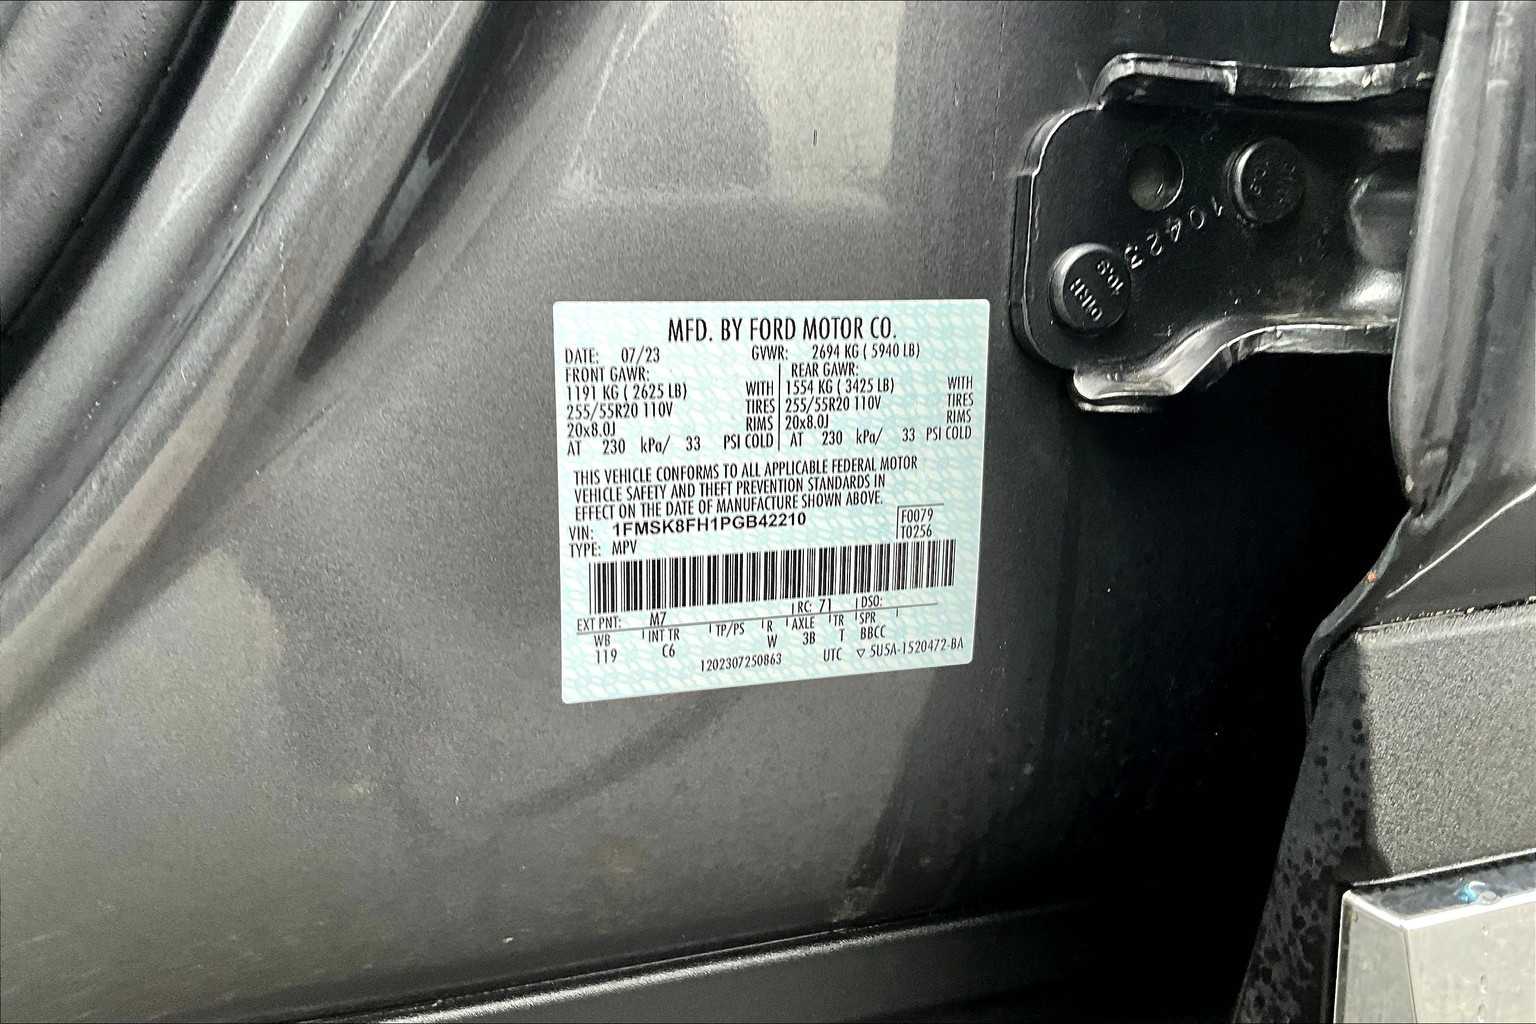 MFD. BY FORD MOTOR CO.
DATE: 07/23 GVWR: 2694 KG ( 5940 LB)
FRONT GAWR: REAR GAWR:
1191 KG ( 2625 LB) WITH 1554 KG ( 3425 LB) WITH
255/55R20 110V TIRES 255/55R20 110V TIRES
20x8.0J RIMS 20x8.0J RIMS
AT 230 kPa/ 33 PSI COLD AT 230 kPa/ 33 PSI COLD
THIS VEHICLE CONFORMS TO ALL APPLICABLE FEDERAL MOTOR
VEHICLE SAFETY AND THEFT PREVENTION STANDARDS IN
EFFECT ON THE DATE OF MANUFACTURE SHOWN ABOVE.
VIN: 1FMSK8FH1PGB42210 F0079
TYPE: MPV T0256
EXT PNT: M7 RC: 71 DSO:
WB INT TR TP/PS R AXLE TR SPR
119 C6 W 3B T BBCC
1202307250863 UTC ▽ 5U5A-1520472-BA
10423